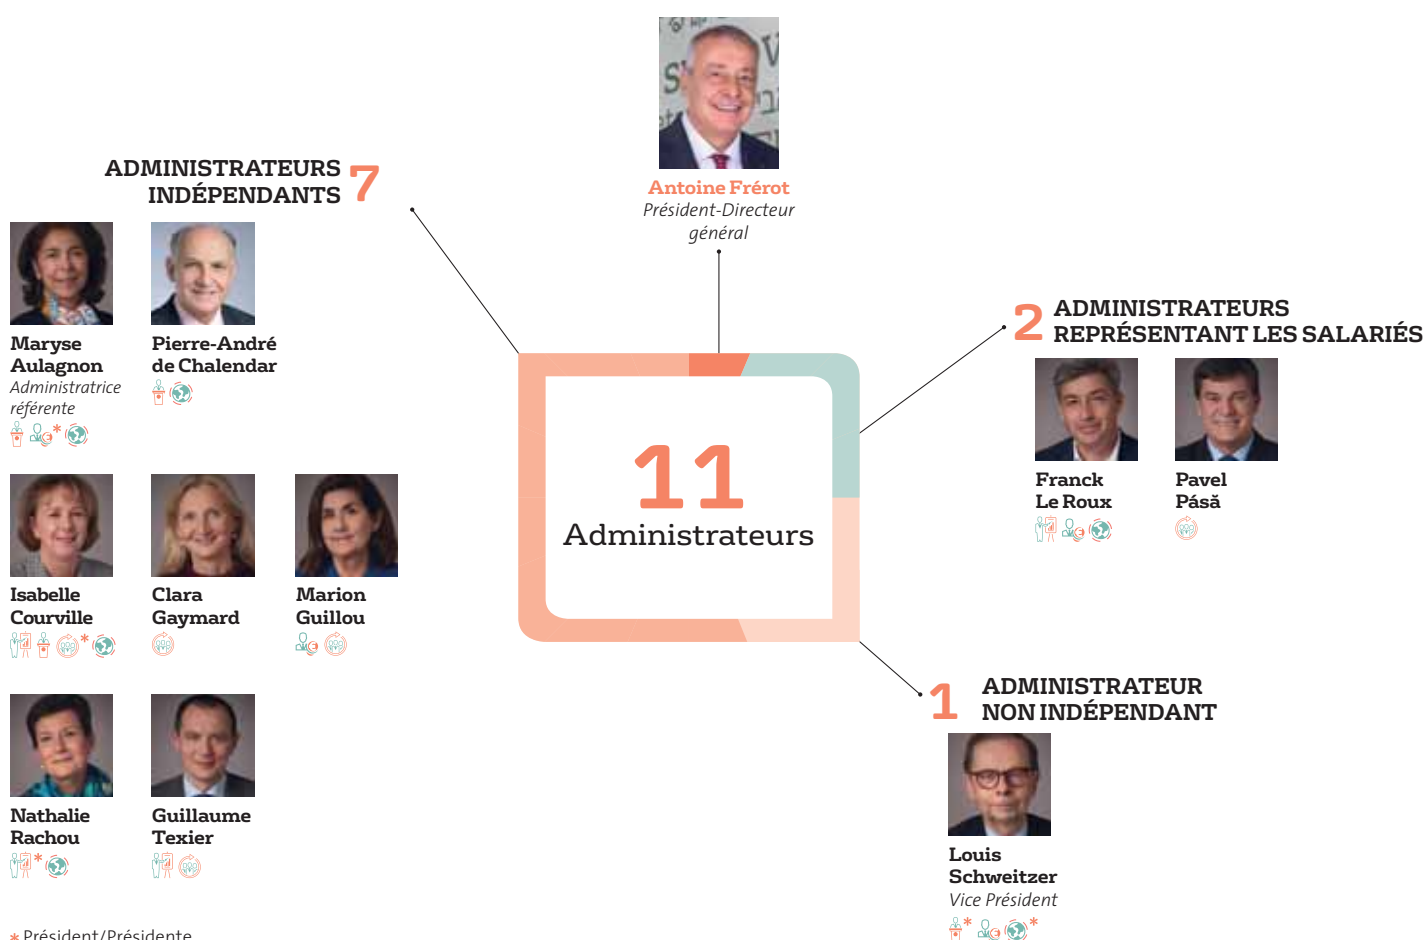 Antoine Frérot
Président-Directeur
général
ADMINISTRATEURS
INDÉPENDANTS
7
Maryse
Aulagnon
Administratrice
référente
*
Pierre-André
de Chalendar
Isabelle
Courville
*
Clara
Gaymard
Marion
Guillou
Nathalie
Rachou
*
Guillaume
Texier
11
Administrateurs
2
ADMINISTRATEURS
REPRÉSENTANT LES SALARIÉS
Franck
Le Roux
Pavel
Pásă
1
ADMINISTRATEUR
NON INDÉPENDANT
Louis
Schweitzer
Vice Président
* *
* Président/Présidente